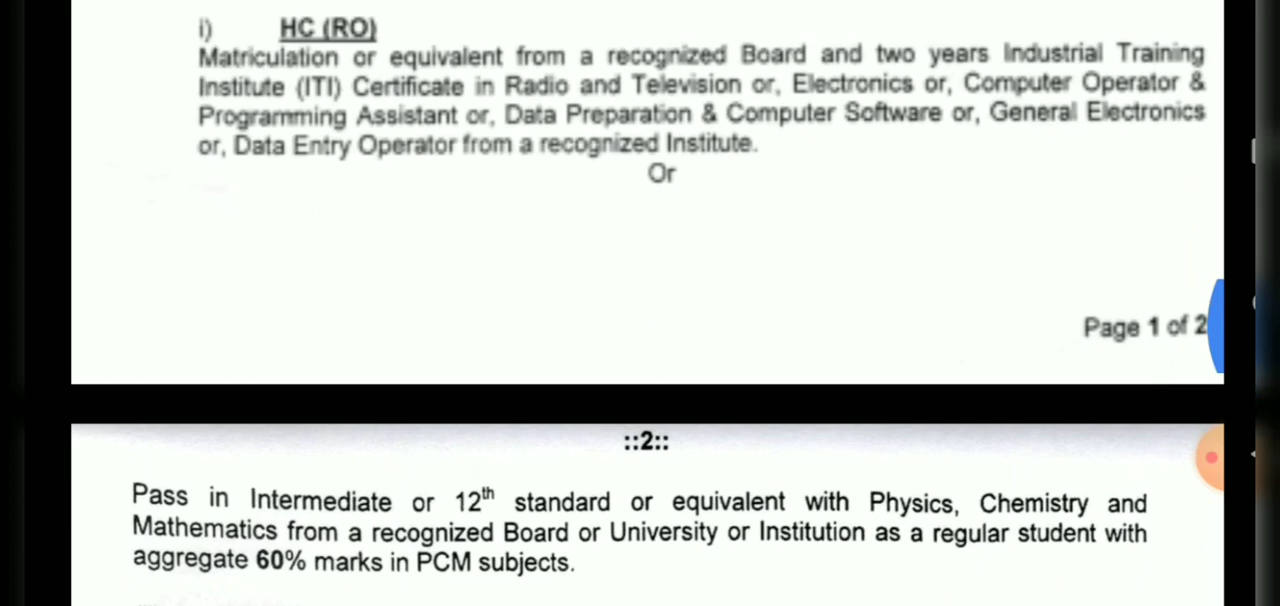 i) HC (RO)
Matriculation or equivalent from a recognized Board and two years Industrial Training
Institute (ITI) Certificate in Radio and Television or, Electronics or, Computer Operator &
Programming Assistant or, Data Preparation & Computer Software or, General Electronics
or, Data Entry Operator from a recognized Institute.
Or
Page 1 of 2
::2::
Pass in Intermediate or 12th standard or equivalent with Physics, Chemistry and
Mathematics from a recognized Board or University or Institution as a regular student with
aggregate 60% marks in PCM subjects.